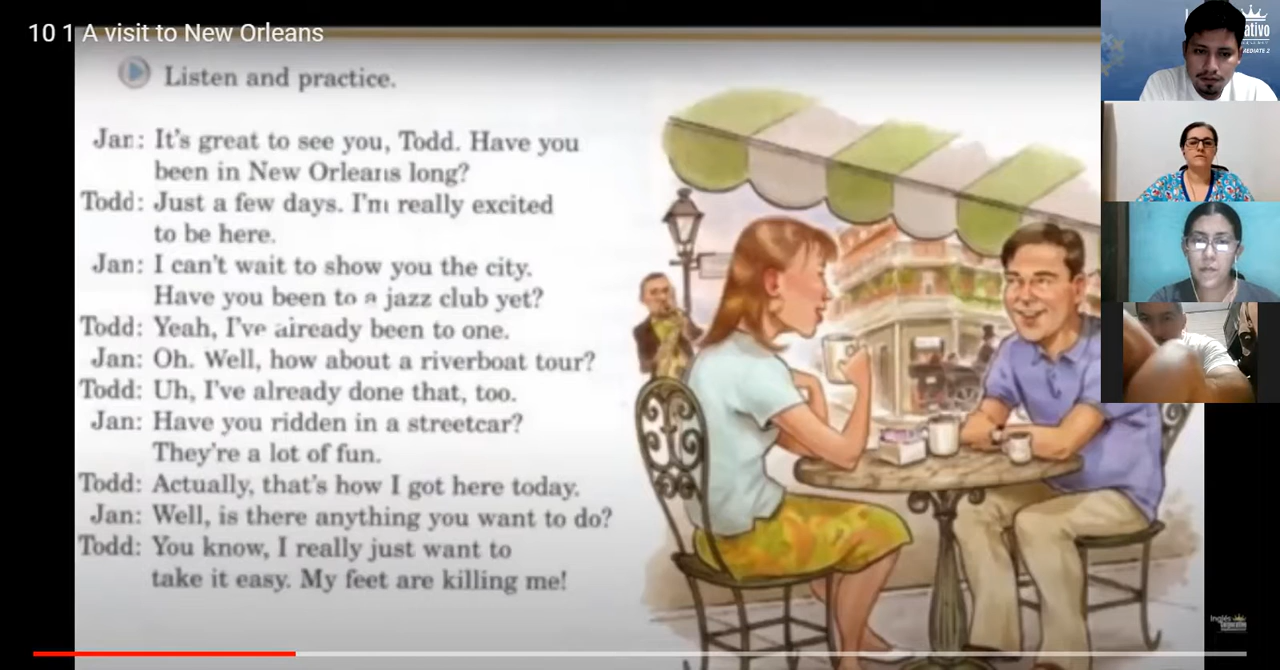 10 1 A visit to New Orleans
Listen and practice.
Jan: It's great to see you, Todd. Have you
been in New Orleans long?
Todd: Just a few days. I'm really excited
to be here.
Jan: I can't wait to show you the city.
Have you been to a jazz club yet?
Todd: Yeah, I've already been to one.
Jan: Oh. Well, how about a riverboat tour?
Todd: Uh, I've already done that, too.
Jan: Have you ridden in a streetcar?
They're a lot of fun.
Todd: Actually, that's how I got here today.
Jan: Well, is there anything you want to do?
Todd: You know, I really just want to
take it easy. My feet are killing me!
Inglés